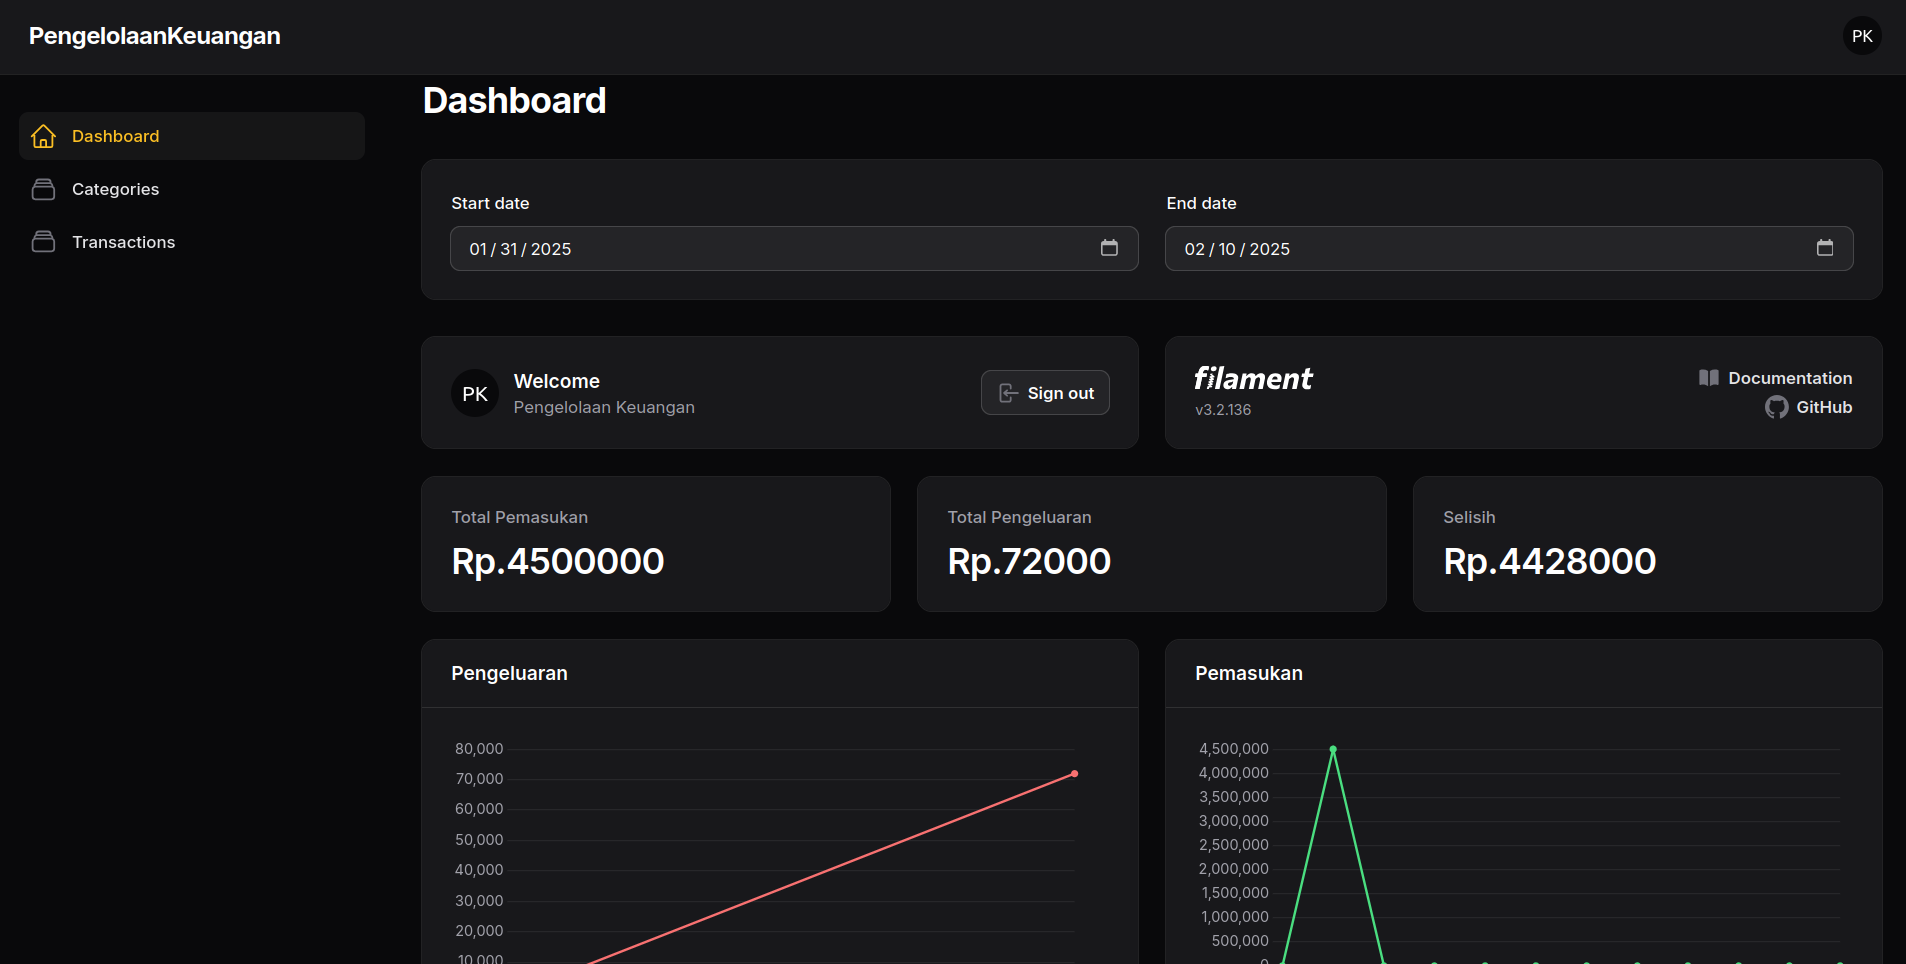 PengelolaanKeuangan
PK
Dashboard
Categories
Transactions
Dashboard
Start date
01 / 31 / 2025
End date
02 / 10 / 2025
PK
Welcome
Pengelolaan Keuangan
Sign out
filament
v3.2.136
Documentation
GitHub
Total Pemasukan
Rp.4500000
Total Pengeluaran
Rp.72000
Selisih
Rp.4428000
Pengeluaran
80,000
70,000
60,000
50,000
40,000
30,000
20,000
10,000
Pemasukan
4,500,000
4,000,000
3,500,000
3,000,000
2,500,000
2,000,000
1,500,000
1,000,000
500,000
0